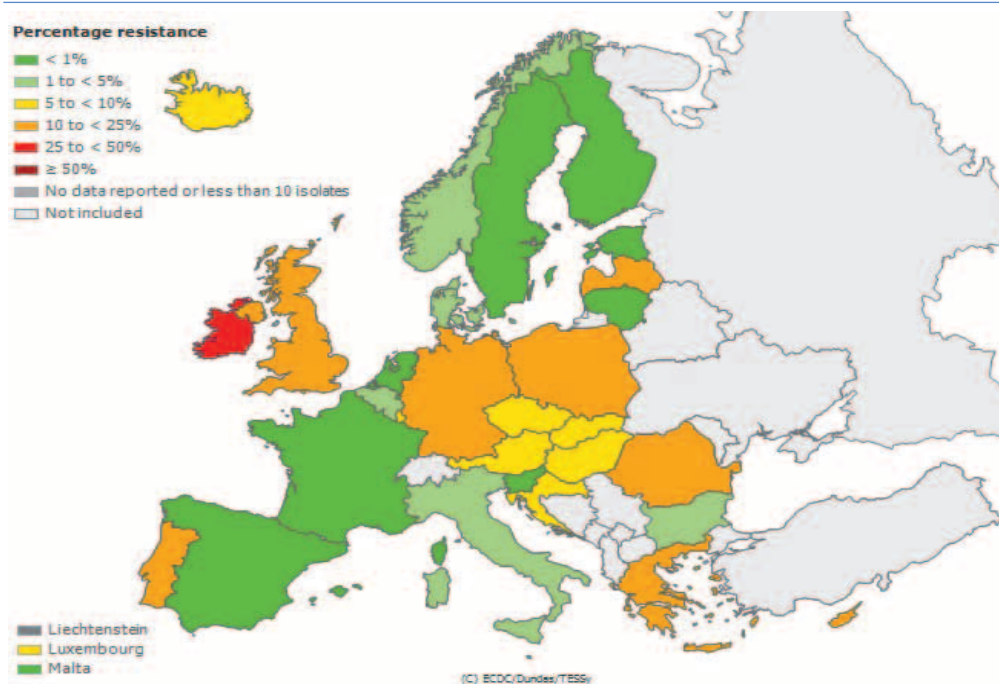 Percentage resistance
< 1%
1 to < 5%
5 to < 10%
10 to < 25%
25 to < 50%
≥ 50%
No data reported or less than 10 isolates
Not included
Liechtenstein
Luxembourg
Malta
(C) ECDC/Dundas/TESSy